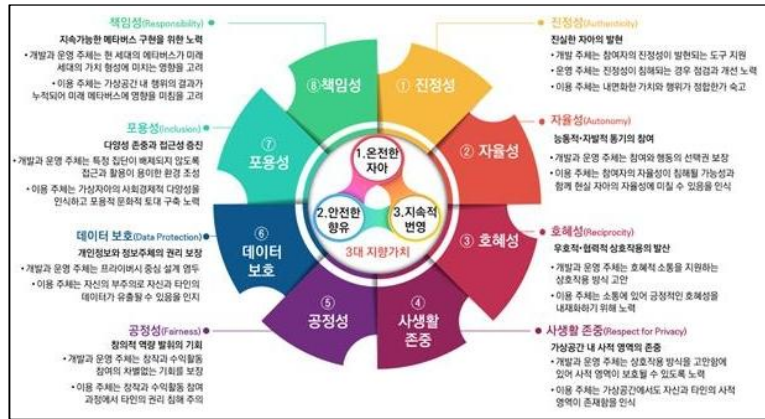 책임성(Responsibility)
지속가능한 메타버스 구현을 위한 노력
• 개발과 운영 주체는 현 세대의 메타버스가 미래
세대의 가치 형성에 미치는 영향을 고려
• 이용 주체는 가상공간 내 행위의 결과가
누적되어 미래 메타버스에 영향을 미침을 고려
포용성(Inclusion)
다양성 존중과 접근성 증진
• 개발과 운영 주체는 특정 집단이 배제되지 않도록
접근과 활용이 용이한 환경 조성
• 이용 주체는 가상자아의 사회경제적 다양성을
인식하고 포용적 문화적 토대 구축 노력
데이터 보호(Data Protection)
개인정보와 정보주체의 권리 보장
• 개발과 운영 주체는 프라이버시 중심 설계 염두
• 이용 주체는 자신의 부주의로 자신과 타인의
데이터가 유출될 수 있음을 인지
공정성(Fairness)
창의적 역량 발휘의 기회
• 개발과 운영 주체는 창작과 수익활동
참여의 차별없는 기회를 보장
• 이용 주체는 창작과 수익활동 참여
과정에서 타인의 권리 침해 주의
⑧책임성
① 진정성
⑦
포용성
② 자율성
1.온전한
자아
2.안전한
향유
3.지속적
번영
3대 지향가치
⑥
데이터
보호
③ 호혜성
⑤
공정성
④
사생활
존중
진정성(Authenticity)
진실한 자아의 발현
• 개발 주체는 참여자의 진정성이 발현되는 도구 지원
• 운영 주체는 진정성이 침해되는 경우 점검과 개선 노력
• 이용 주체는 내면화한 가치와 행위가 정합한가 숙고
자율성(Autonomy)
능동적·자발적 동기의 참여
• 개발과 운영 주체는 참여와 행동의 선택권 보장
• 이용 주체는 참여자의 자율성이 침해될 가능성과
함께 현실 자아의 자율성에 미칠 수 있음을 인식
호혜성(Reciprocity)
우호적·협력적 상호작용의 발산
• 개발과 운영 주체는 호혜적 소통을 지원하는
상호작용 방식 고안
• 이용 주체는 소통에 있어 긍정적인 호혜성을
내재화하기 위해 노력
사생활 존중(Respect for Privacy)
가상공간 내 사적 영역의 존중
• 개발과 운영 주체는 상호작용 방식을 고안함에
있어 사적 영역이 보호될 수 있도록 노력
• 이용 주체는 가상공간에서도 자신과 타인의 사적
영역이 존재함을 인식